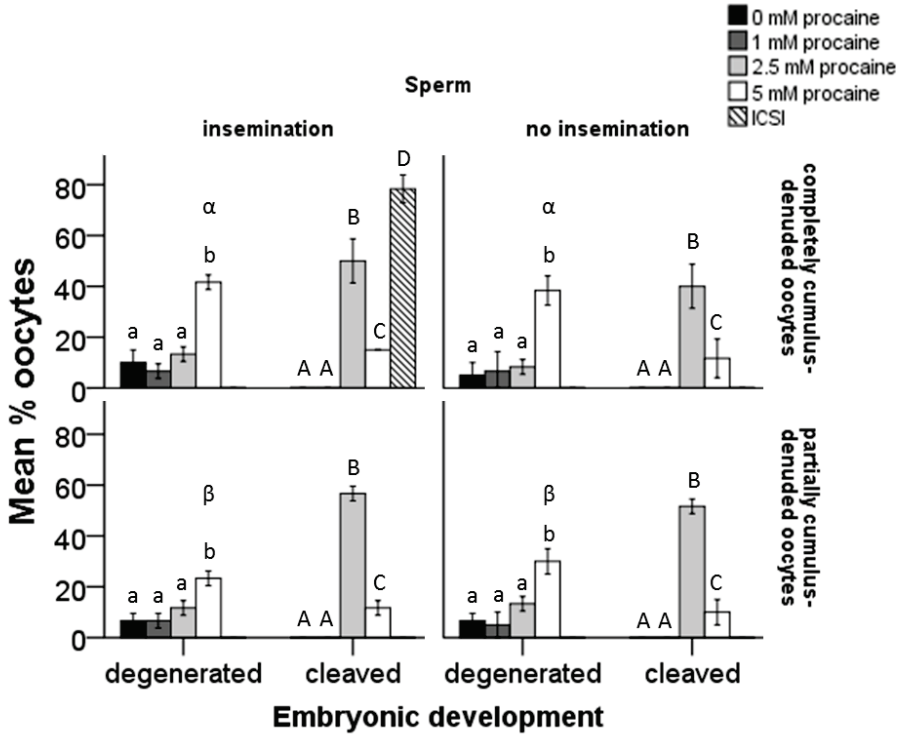 0 mM procaine
1 mM procaine
2.5 mM procaine
5 mM procaine
ICSI
Sperm
insemination
no insemination
completely cumulus-
denuded oocytes
partially cumulus-
denuded oocytes
Mean % oocytes
80
60
40
20
0
a a a b α
A A B C D
a a a b α
A A B C
80
60
40
20
0
a a a b β
A A B C
a a a b β
A A B C
degenerated cleaved degenerated cleaved
Embryonic development